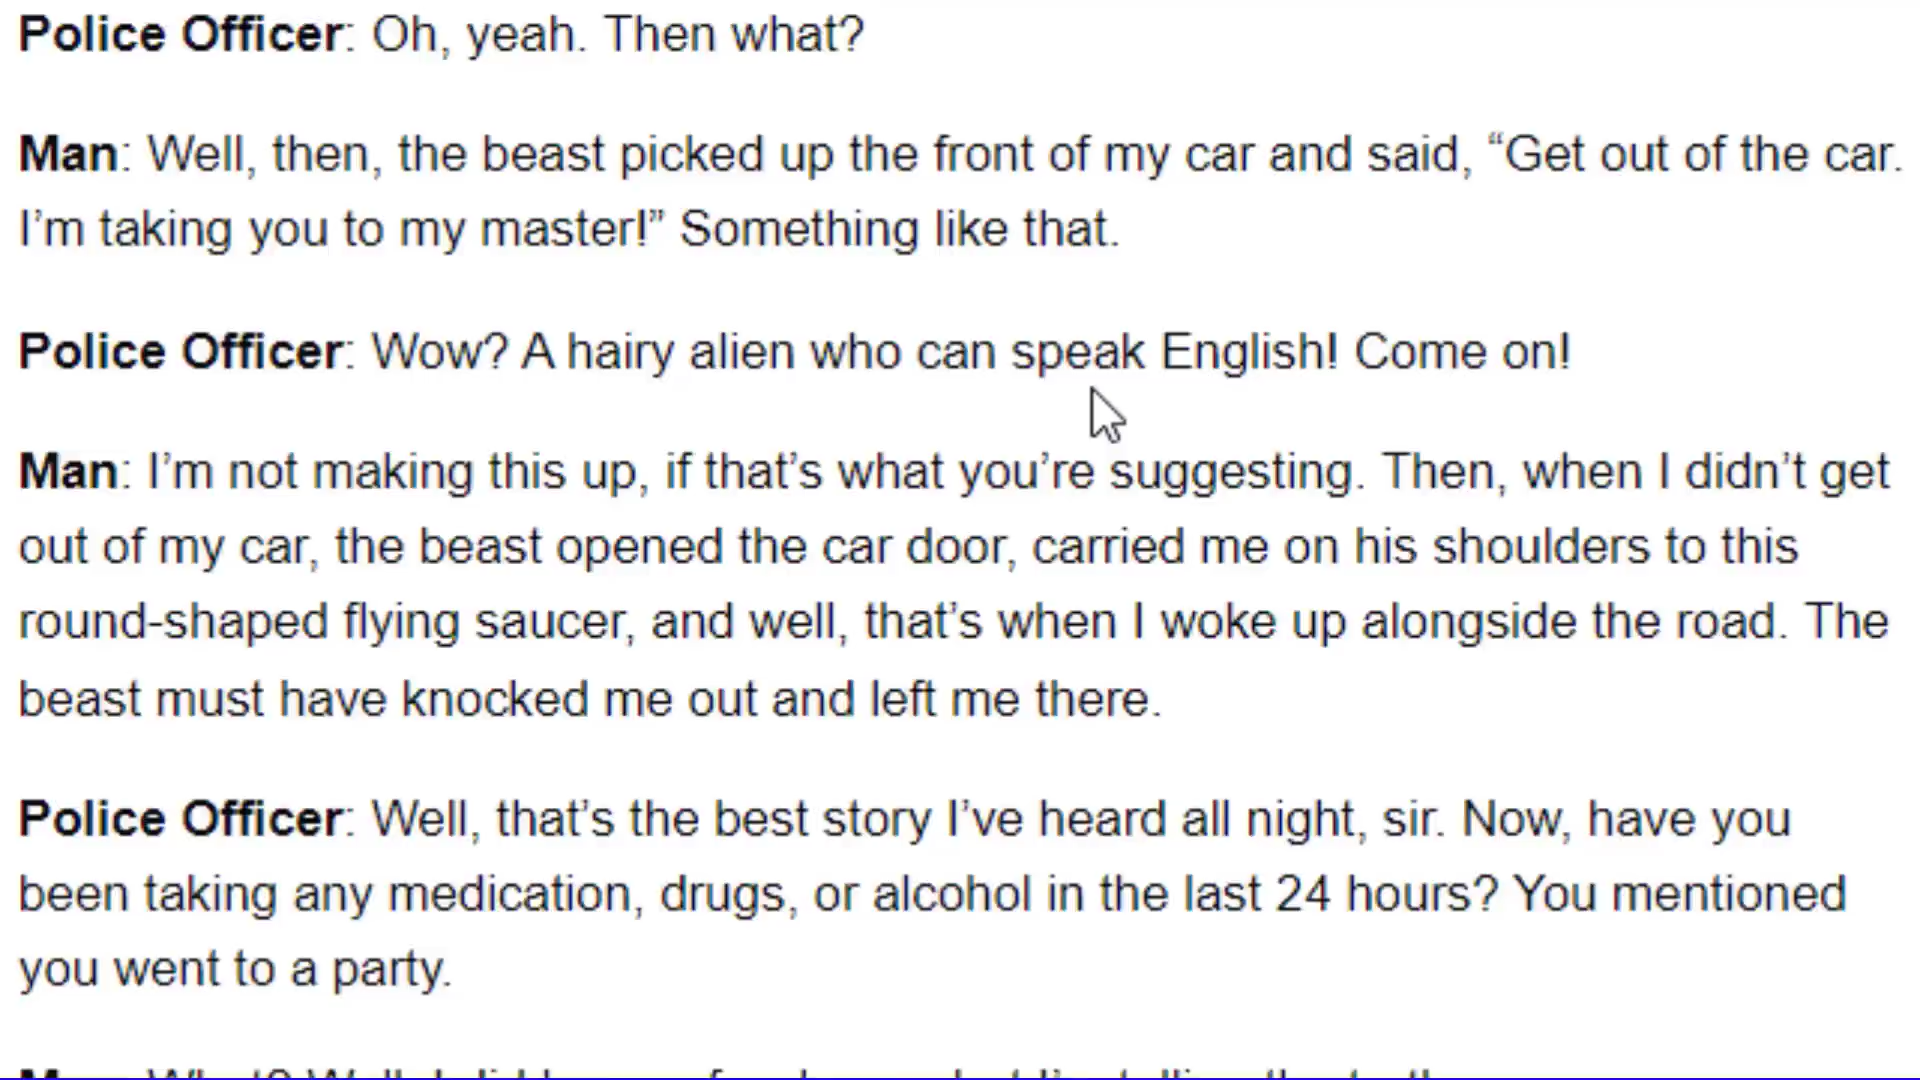 Police Officer: Oh, yeah. Then what?
Man: Well, then, the beast picked up the front of my car and said, “Get out of the car.
I’m taking you to my master!” Something like that.
Police Officer: Wow? A hairy alien who can speak English! Come on!
Man: I’m not making this up, if that’s what you’re suggesting. Then, when I didn’t get
out of my car, the beast opened the car door, carried me on his shoulders to this
round-shaped flying saucer, and well, that’s when I woke up alongside the road. The
beast must have knocked me out and left me there.
Police Officer: Well, that’s the best story I’ve heard all night, sir. Now, have you
been taking any medication, drugs, or alcohol in the last 24 hours? You mentioned
you went to a party.